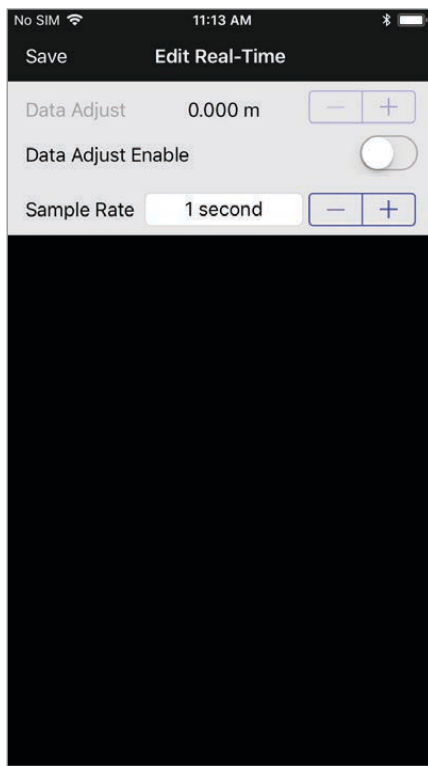 No SIM 11:13 AM
Save Edit Real-Time
Data Adjust 0.000 m − +
Data Adjust Enable
Sample Rate 1 second − +